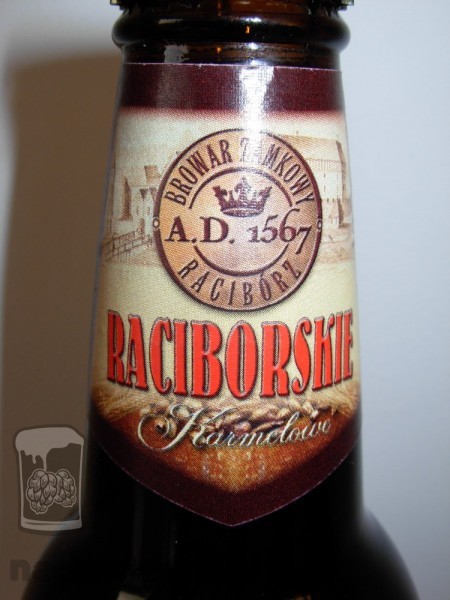 BROWAR ZAMKOWY
A.D. 1567
RACIBÓRZ
RACIBORSKIE
Karmelowe